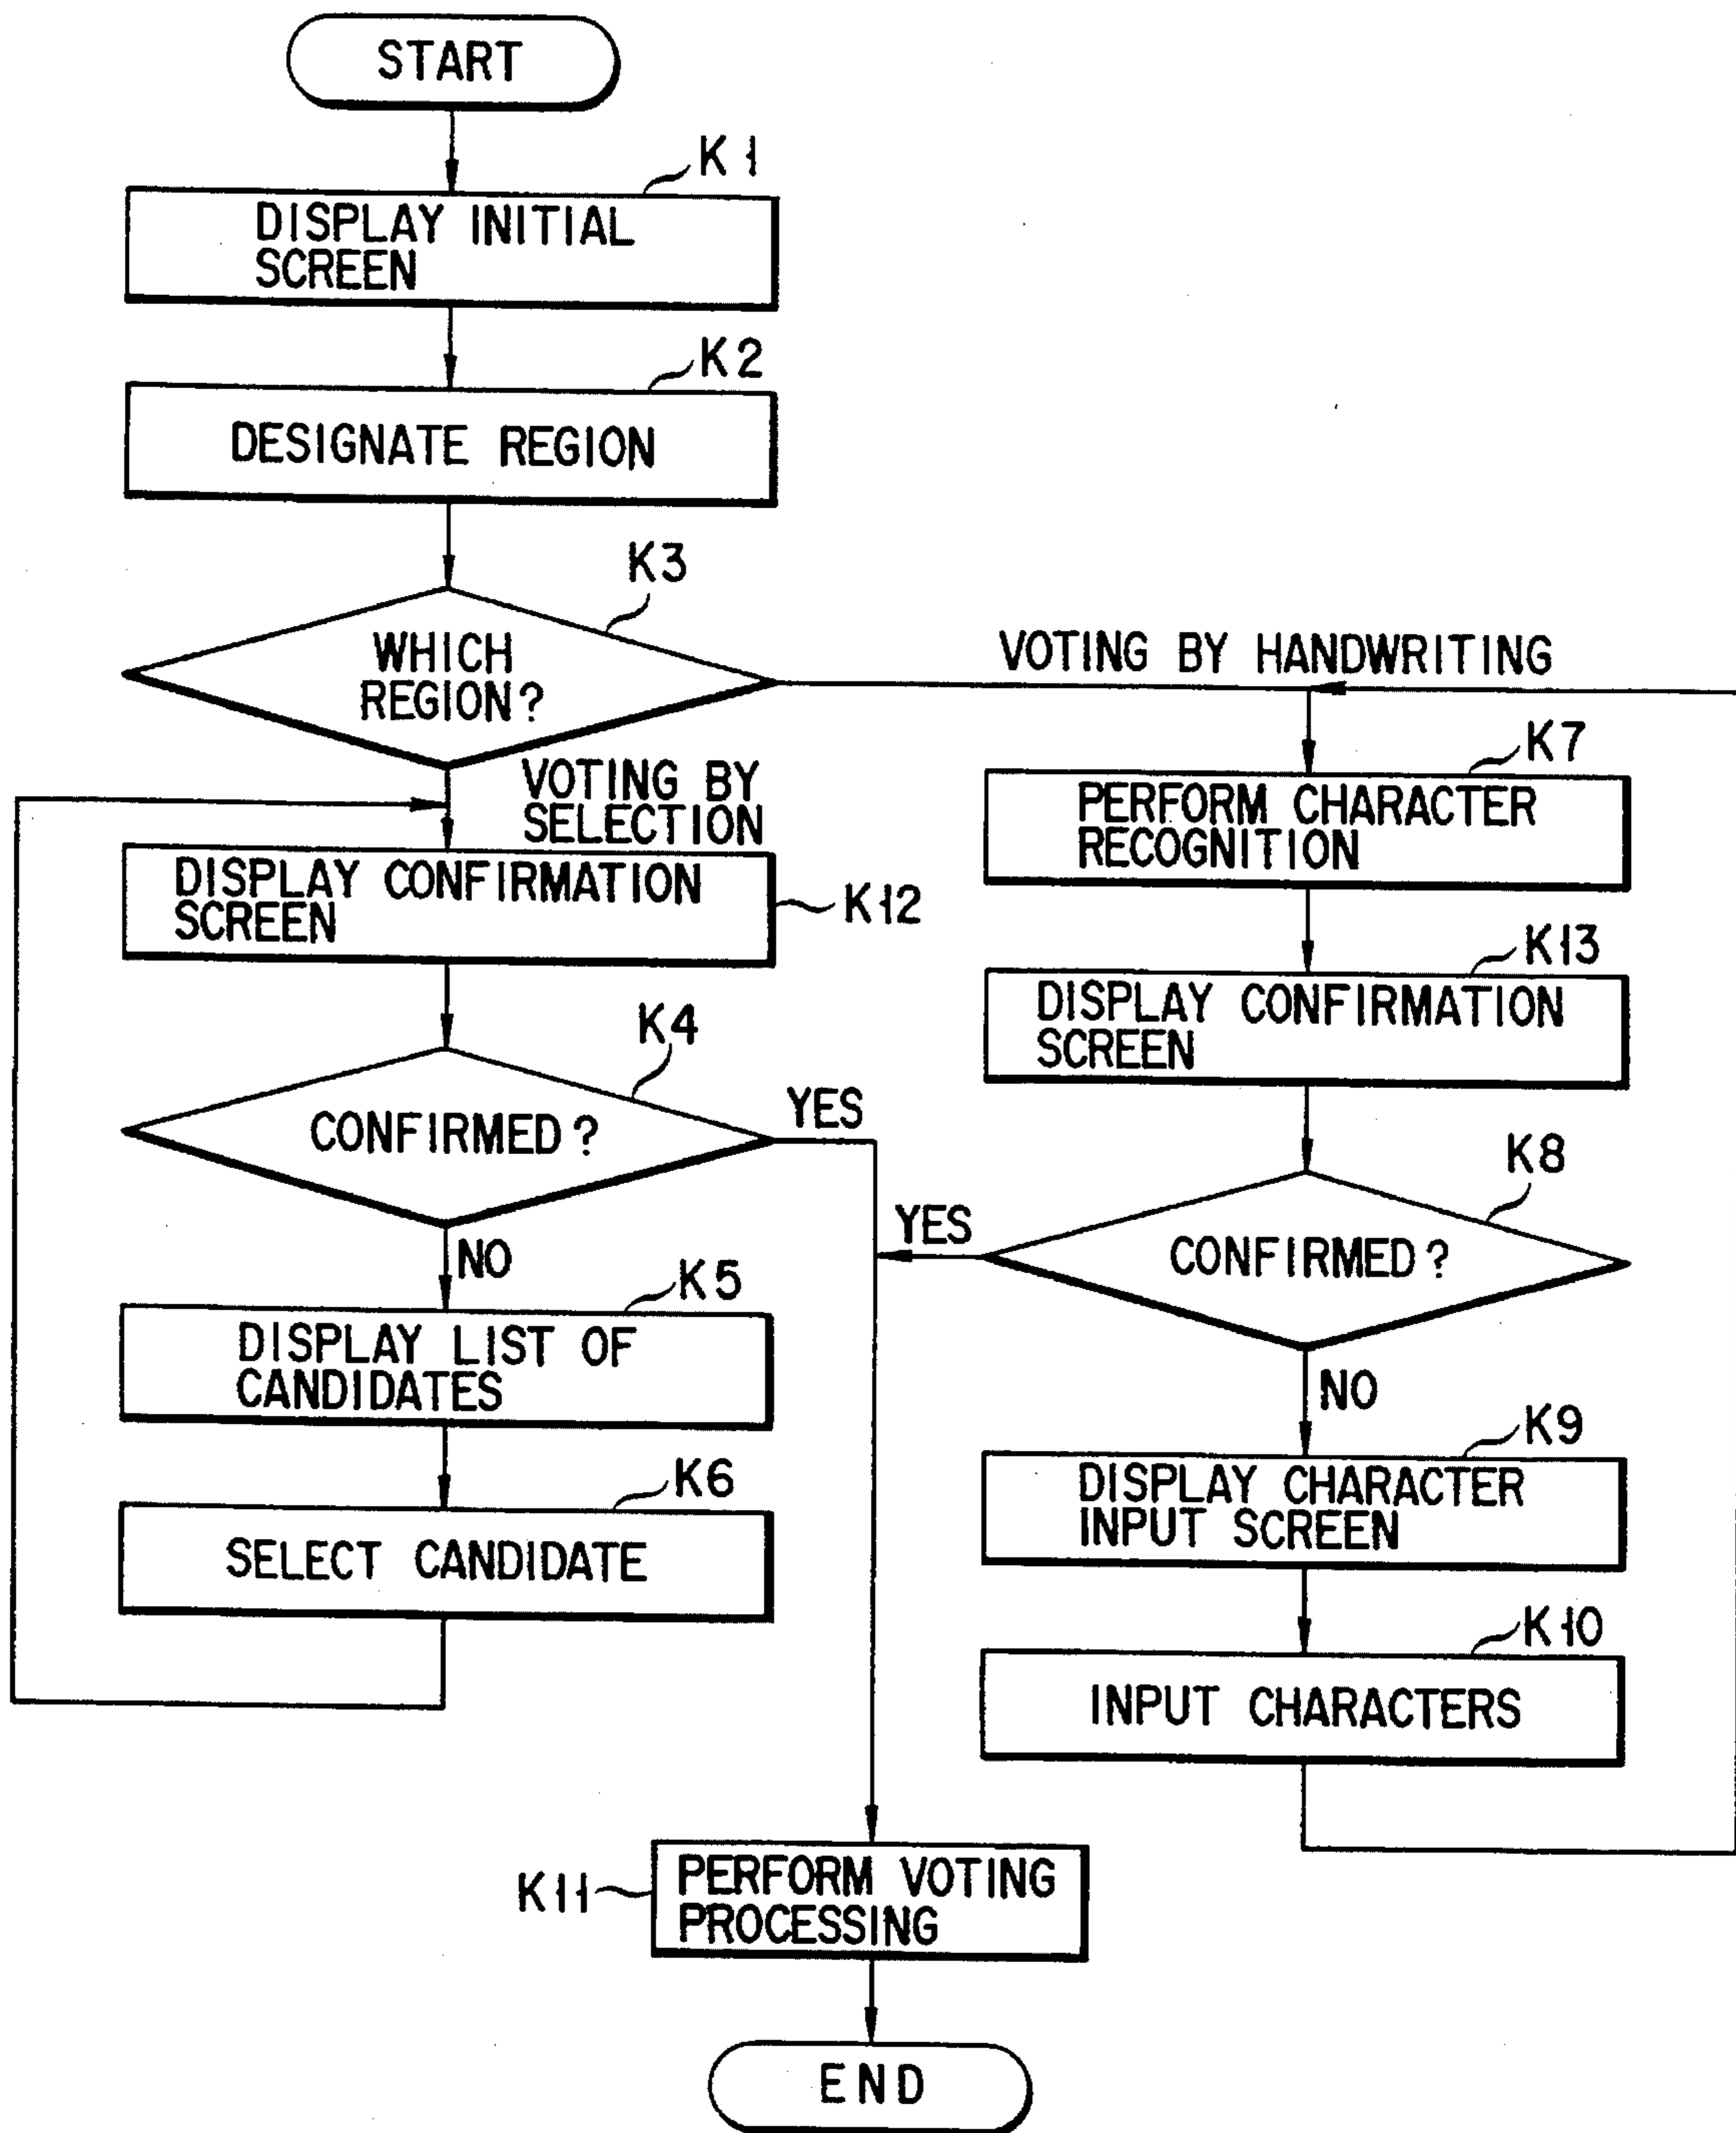 START
K1
DISPLAY INITIAL
SCREEN
K2
DESIGNATE REGION
K3
WHICH
REGION?
VOTING BY HANDWRITING
VOTING BY
SELECTION
K7
PERFORM CHARACTER
RECOGNITION
DISPLAY CONFIRMATION
SCREEN
K12
K13
DISPLAY CONFIRMATION
SCREEN
K4
CONFIRMED?
YES
K8
CONFIRMED?
YES
NO
K5
DISPLAY LIST OF
CANDIDATES
NO
K9
DISPLAY CHARACTER
INPUT SCREEN
K6
SELECT CANDIDATE
K10
INPUT CHARACTERS
K11
PERFORM VOTING
PROCESSING
END